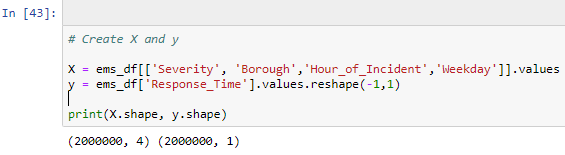 In [43]:
# Create X and y
X = ems_df[['Severity', 'Borough','Hour_of_Incident','Weekday']].values
y = ems_df['Response_Time'].values.reshape(-1,1)
print(X.shape, y.shape)
(2000000, 4) (2000000, 1)